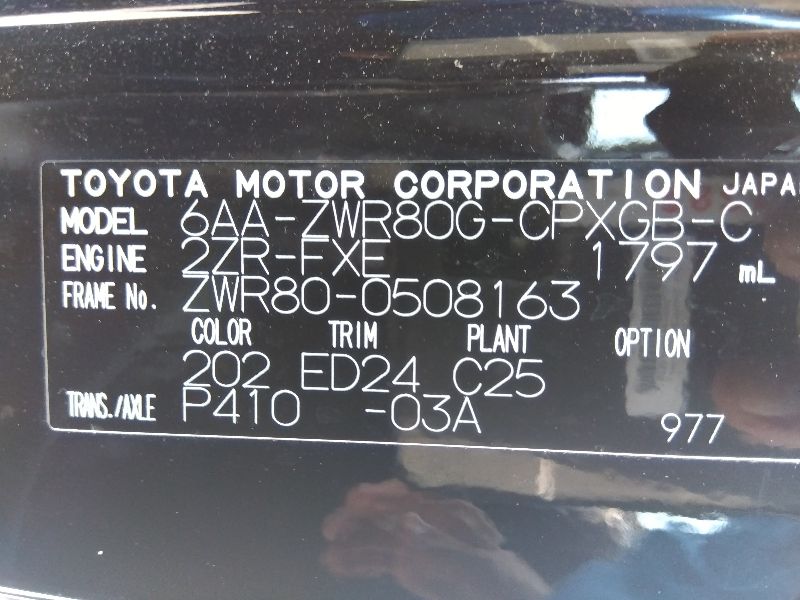 TOYOTA MOTOR CORPORATION JAPA
MODEL 6AA-ZWR80G-CPXGB-C
ENGINE 2ZR-FXE 1797 mL
FRAME No. ZWR80-0508163
COLOR TRIM PLANT OPTION
202 ED24 C25
TRANS./AXLE P410 -03A 977